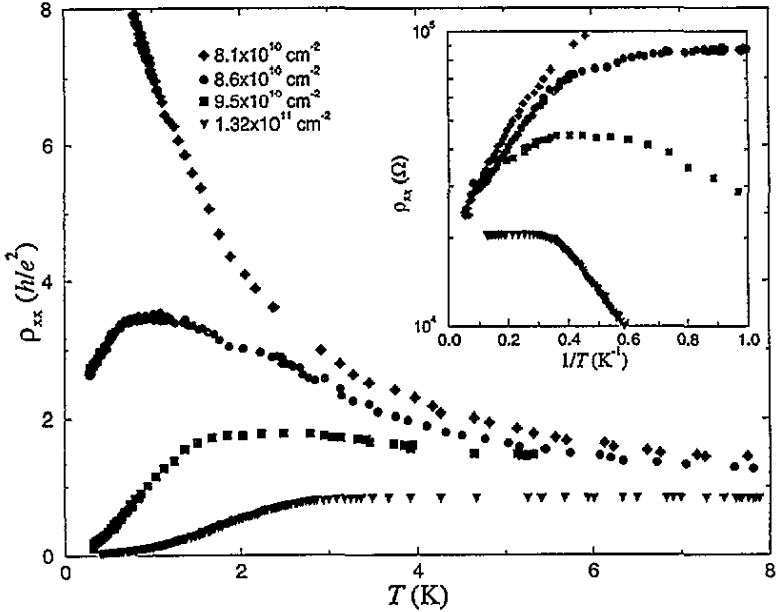 8
6
4
2
0
ρxx (h/e²)
0
2
4
6
8
T (K)
8.1x10¹⁰ cm⁻²
8.6x10¹⁰ cm⁻²
9.5x10¹⁰ cm⁻²
1.32x10¹¹ cm⁻²
10⁵
10⁴
ρxx (Ω)
0.0
0.2
0.4
0.6
0.8
1.0
1/T (K⁻¹)